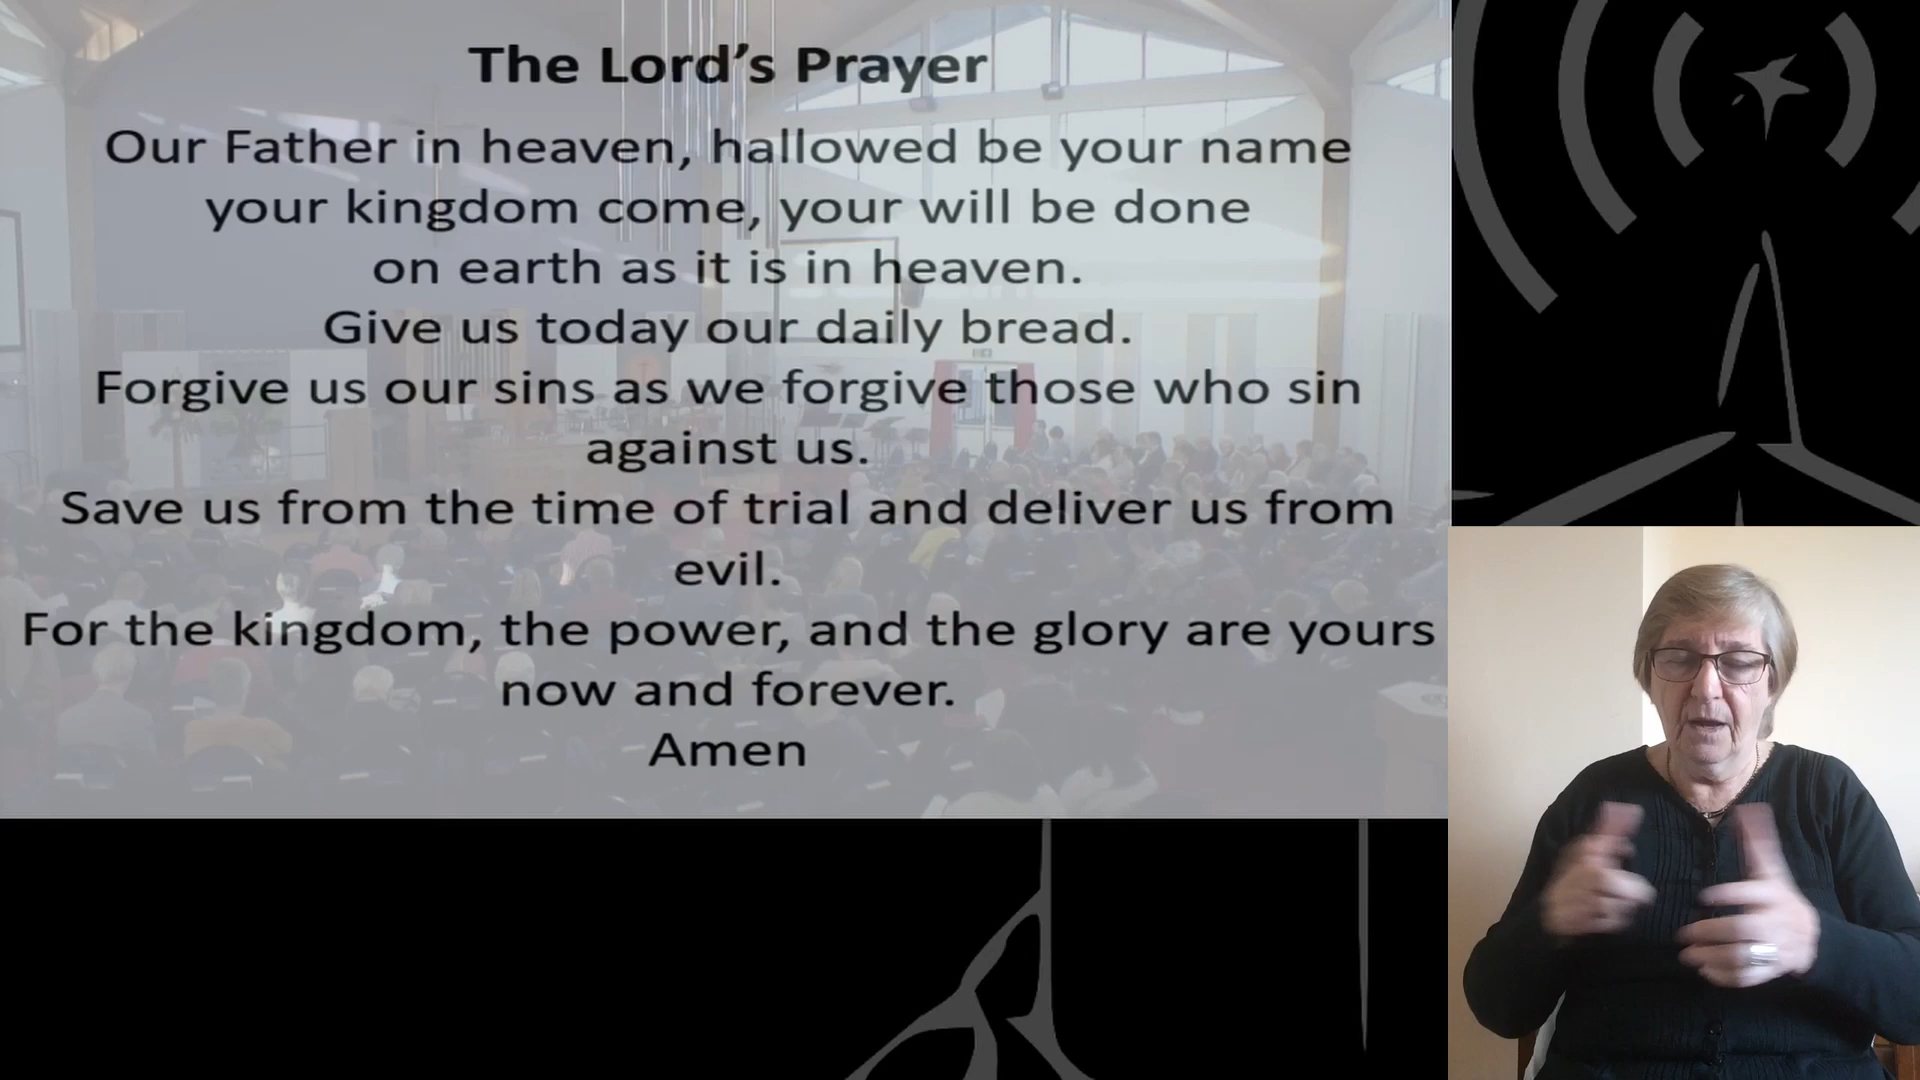 The Lord's Prayer
Our Father in heaven, hallowed be your name
your kingdom come, your will be done
on earth as it is in heaven.
Give us today our daily bread.
Forgive us our sins as we forgive those who sin
against us.
Save us from the time of trial and deliver us from
evil.
For the kingdom, the power, and the glory are yours
now and forever.
Amen